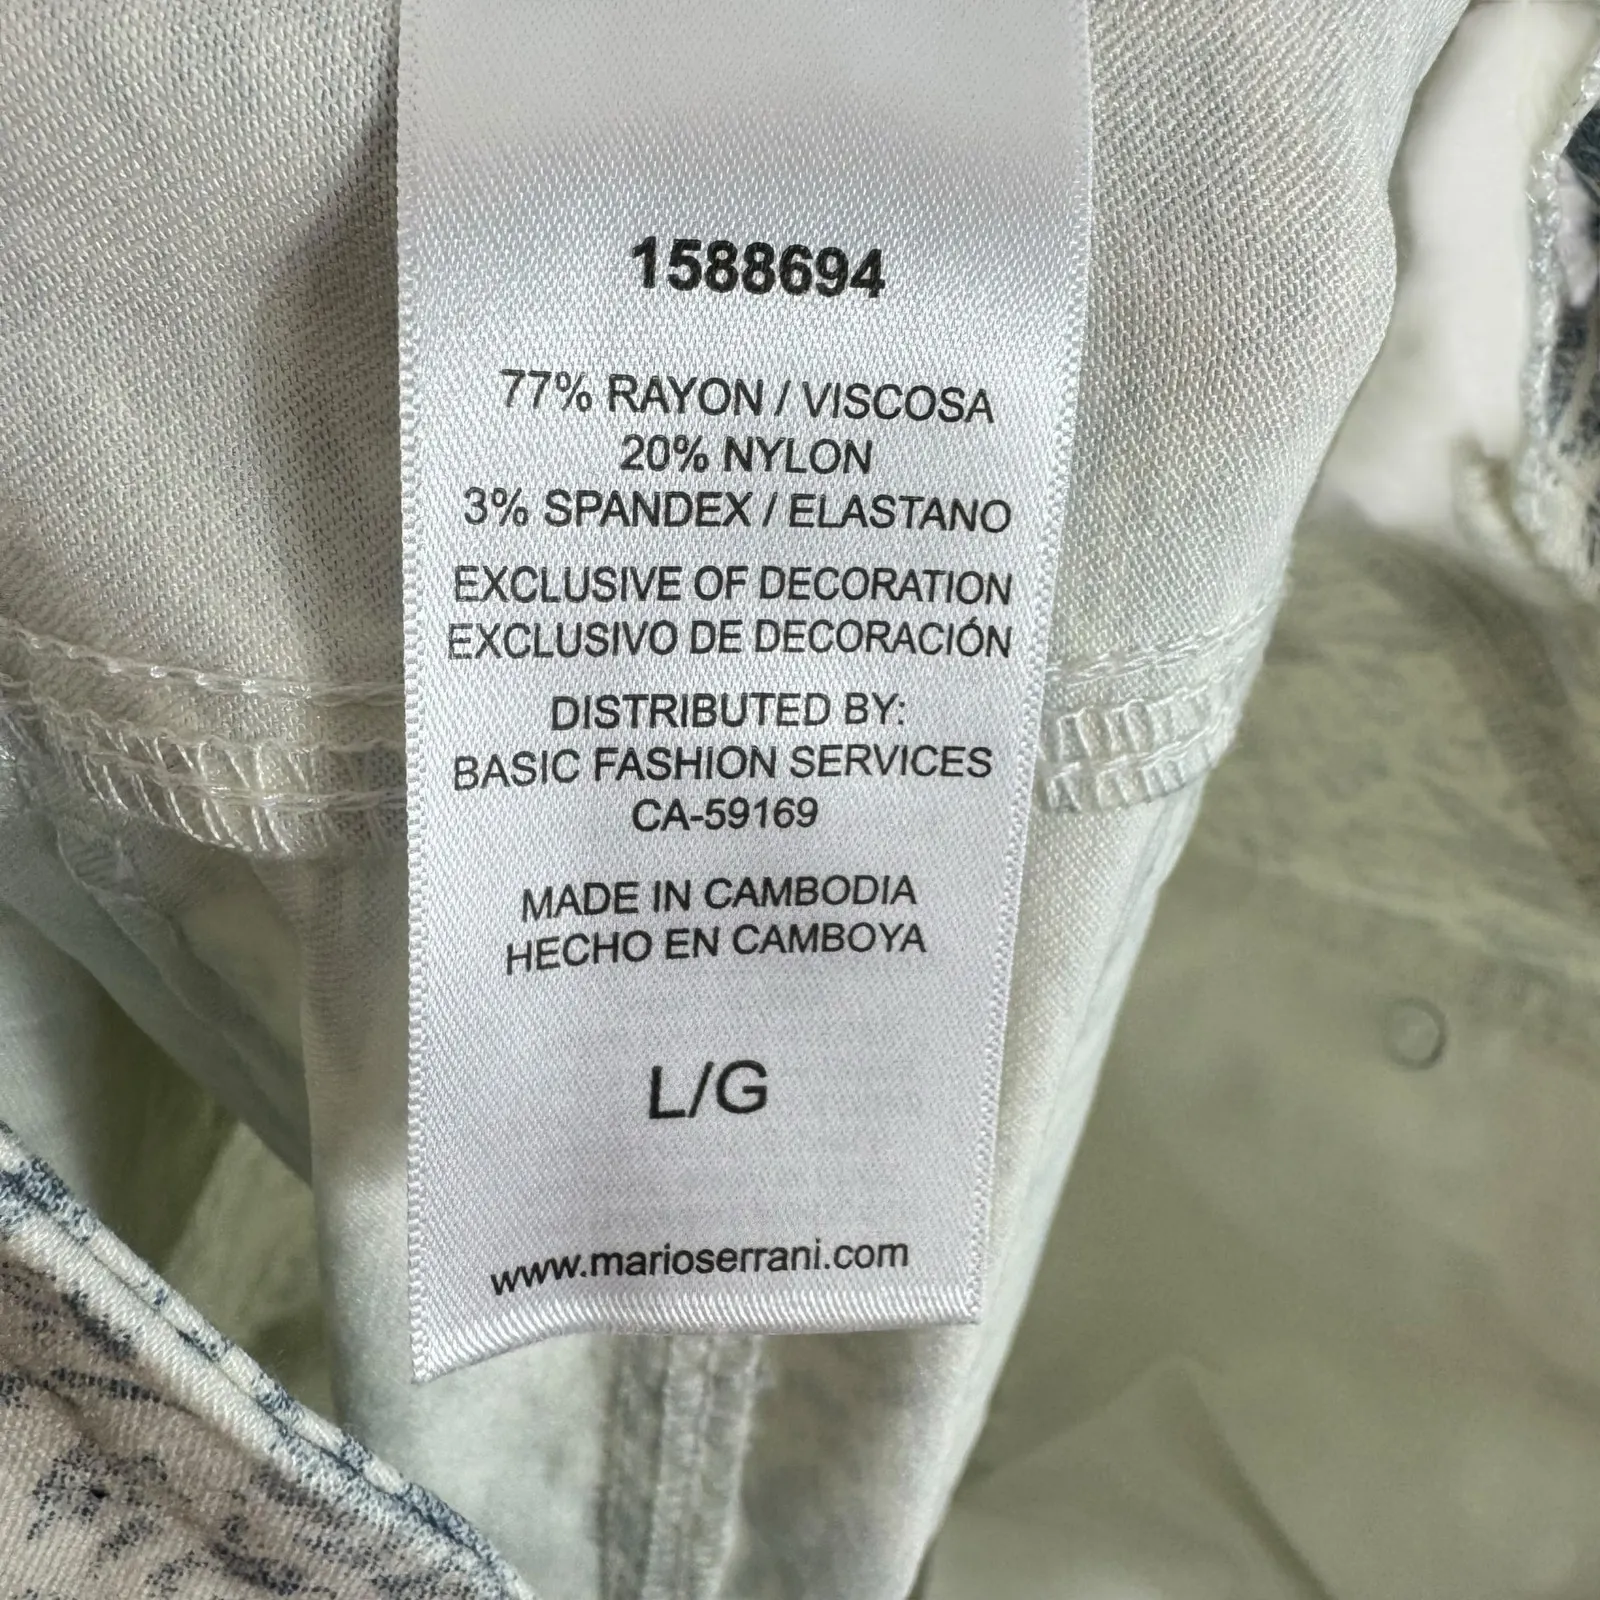 1588694
77% RAYON / VISCOSA
20% NYLON
3% SPANDEX / ELASTANO
EXCLUSIVE OF DECORATION
EXCLUSIVO DE DECORACIÓN
DISTRIBUTED BY:
BASIC FASHION SERVICES
CA-59169
MADE IN CAMBODIA
HECHO EN CAMBOYA
L/G
www.marioserrani.com